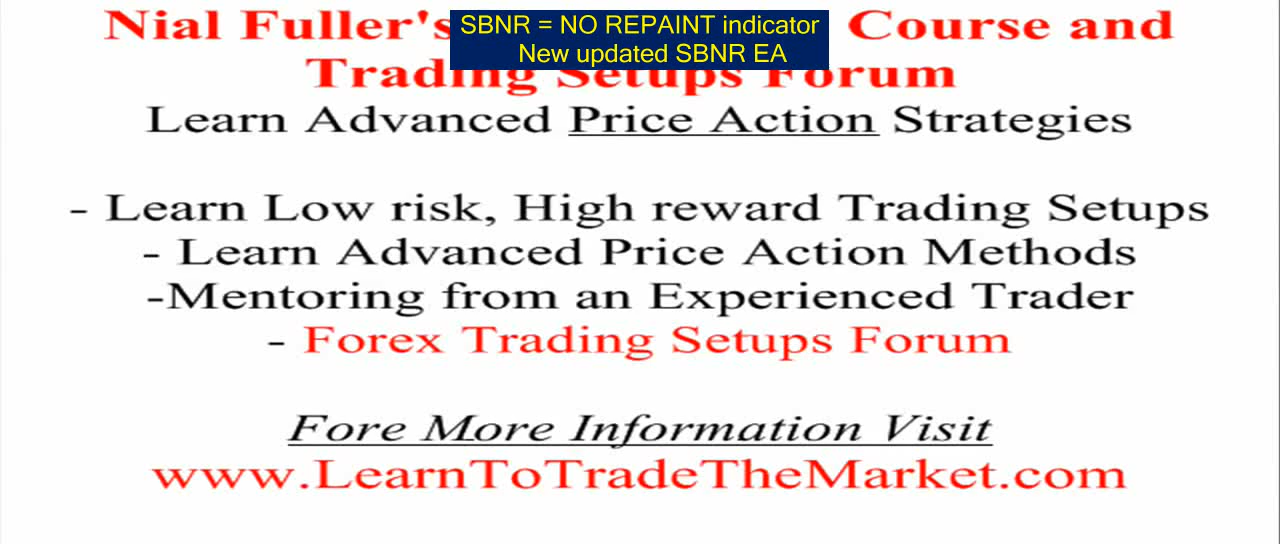 Nial Fuller's Course and
SBNR = NO REPAINT indicator
New updated SBNR EA
Trading Setups Forum
Learn Advanced Price Action Strategies
- Learn Low risk, High reward Trading Setups
- Learn Advanced Price Action Methods
-Mentoring from an Experienced Trader
- Forex Trading Setups Forum
Fore More Information Visit
www.LearnToTradeTheMarket.com